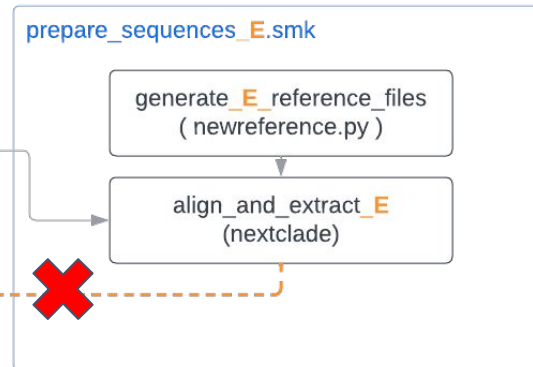 prepare_sequences_E.smk
generate_E_reference_files
( newreference.py )
align_and_extract_E
(nextclade)